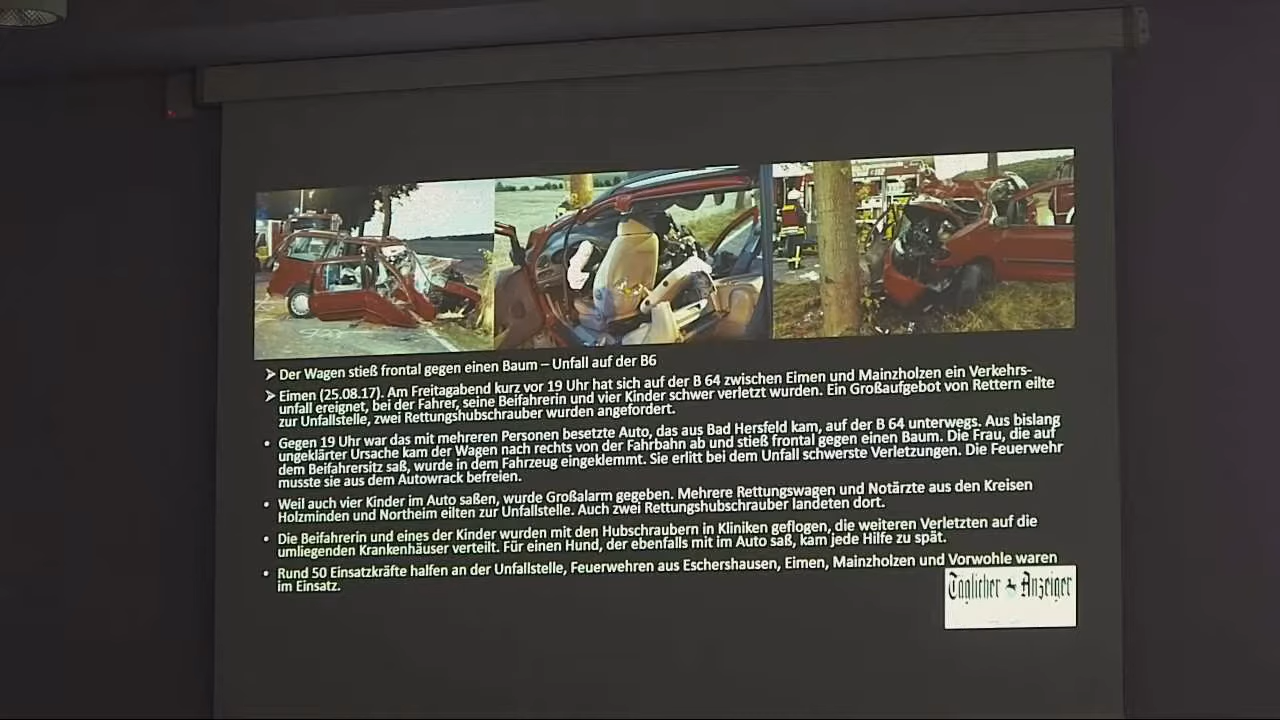 ➤ Der Wagen stieß frontal gegen einen Baum – Unfall auf der B6
➤ Eimen (25.08.17). Am Freitagabend kurz vor 19 Uhr hat sich auf der B 64 zwischen Eimen und Mainzholzen ein Verkehrs-
unfall ereignet, bei der Fahrer, seine Beifahrerin und vier Kinder schwer verletzt wurden. Ein Großaufgebot von Rettern eilte
zur Unfallstelle, zwei Rettungshubschrauber wurden angefordert.
• Gegen 19 Uhr war das mit mehreren Personen besetzte Auto, das aus Bad Hersfeld kam, auf der B 64 unterwegs. Aus bislang
ungeklärter Ursache kam der Wagen nach rechts von der Fahrbahn ab und stieß frontal gegen einen Baum. Die Frau, die auf
dem Beifahrersitz saß, wurde in dem Fahrzeug eingeklemmt. Sie erlitt bei dem Unfall schwerste Verletzungen. Die Feuerwehr
musste sie aus dem Autowrack befreien.
• Weil auch vier Kinder im Auto saßen, wurde Großalarm gegeben. Mehrere Rettungswagen und Notärzte aus den Kreisen
Holzminden und Northeim eilten zur Unfallstelle. Auch zwei Rettungshubschrauber landeten dort.
• Die Beifahrerin und eines der Kinder wurden mit den Hubschraubern in Kliniken geflogen, die weiteren Verletzten auf die
umliegenden Krankenhäuser verteilt. Für einen Hund, der ebenfalls mit im Auto saß, kam jede Hilfe zu spät.
• Rund 50 Einsatzkräfte halfen an der Unfallstelle, Feuerwehren aus Eschershausen, Eimen, Mainzholzen und Vorwohle waren
im Einsatz.
Täglicher Anzeiger